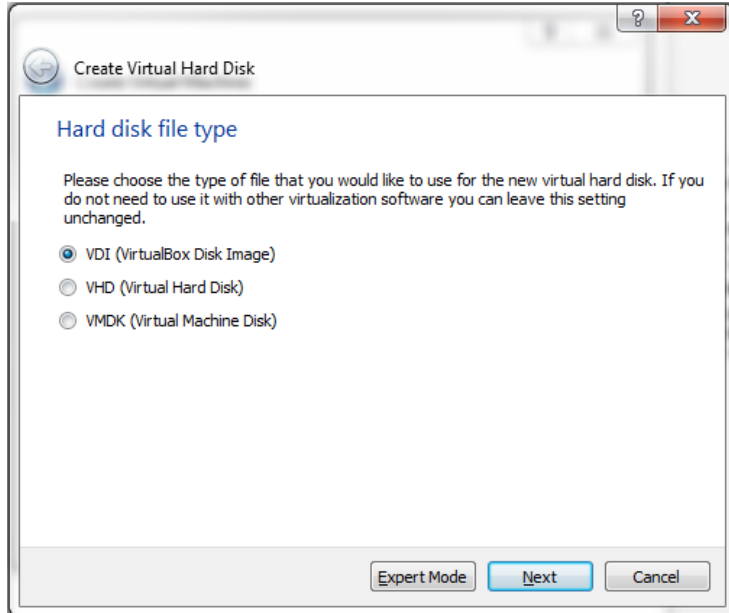 ?
X
Create Virtual Hard Disk
Hard disk file type
Please choose the type of file that you would like to use for the new virtual hard disk. If you
do not need to use it with other virtualization software you can leave this setting
unchanged.
VDI (VirtualBox Disk Image)
VHD (Virtual Hard Disk)
VMDK (Virtual Machine Disk)
Expert Mode
Next
Cancel